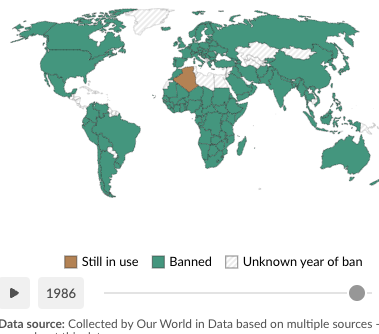 Still in use Banned Unknown year of ban
1986
Data source: Collected by Our World in Data based on multiple sources –